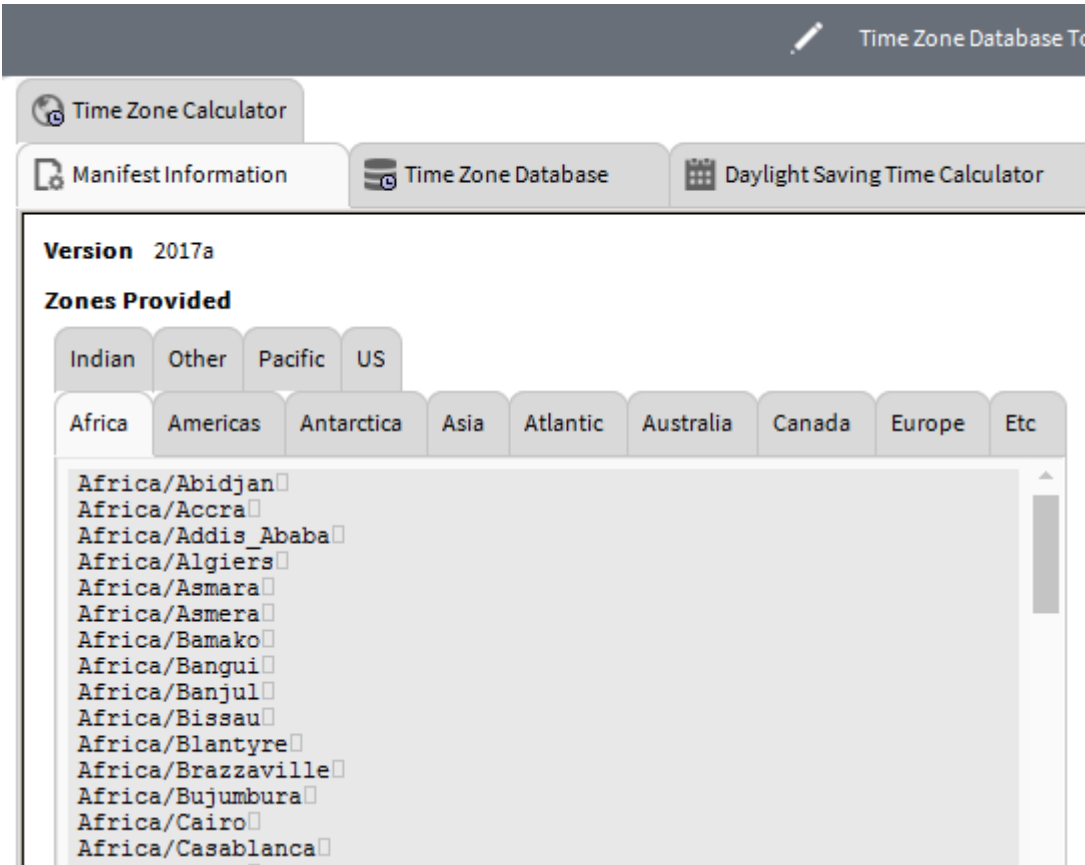 Time Zone Database
Time Zone Calculator
Manifest Information
Time Zone Database
Daylight Saving Time Calculator
Version 2017a
Zones Provided
Indian Other Pacific US
Africa Americas Antarctica Asia Atlantic Australia Canada Europe Etc
Africa/Abidjan
Africa/Accra
Africa/Addis_Ababa
Africa/Algiers
Africa/Asmara
Africa/Asmera
Africa/Bamako
Africa/Bangui
Africa/Banjul
Africa/Bissau
Africa/Blantyre
Africa/Brazzaville
Africa/Bujumbura
Africa/Cairo
Africa/Casablanca